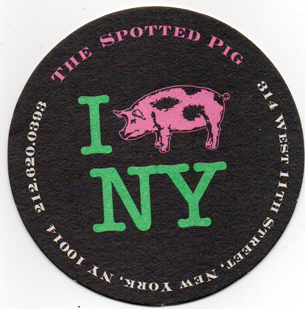 THE SPOTTED PIG
I
NY
314 WEST 11TH STREET, NEW YORK, NY 10014 212.620.0393